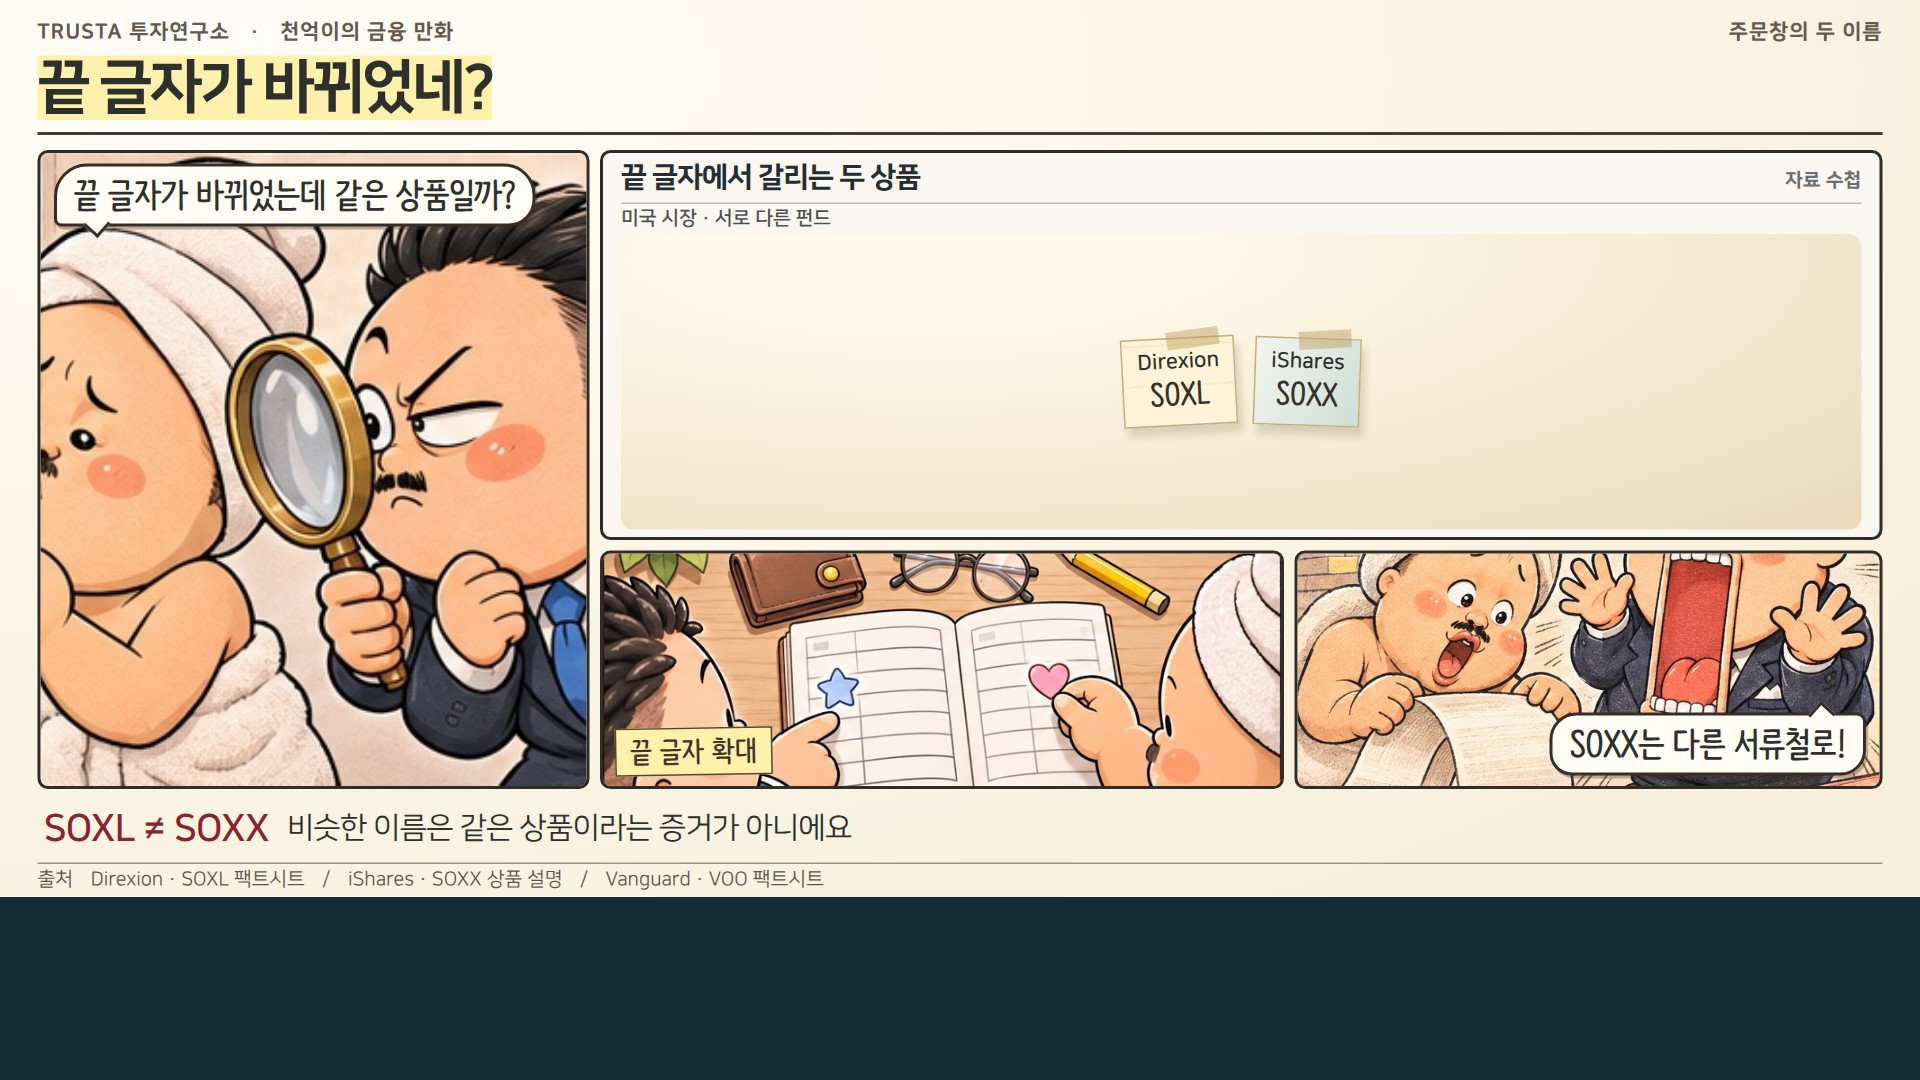 TRUSTA 투자연구소 · 천억이의 금융 만화
주문창의 두 이름
끝 글자가 바뀌었네?
끝 글자가 바뀌었는데 같은 상품일까?
끝 글자에서 갈리는 두 상품
자료 수첩
미국 시장 · 서로 다른 펀드
Direxion
SOXL
iShares
SOXX
끝 글자 확대
SOXX는 다른 서류철로!
SOXL ≠ SOXX 비슷한 이름은 같은 상품이라는 증거가 아니에요
출처 Direxion · SOXL 팩트시트 / iShares · SOXX 상품 설명 / Vanguard · VOO 팩트시트